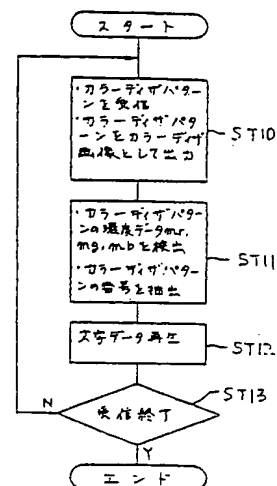 スタート
・カラーディザパターンを受信
・カラーディザパターンをカラーディザ画像として出力
ST10
・カラーディザパターンの濃度データmr,
mg,mbを検出
・カラーディザパターンの番号を抽出
ST11
文字データ再生
ST12
受信終了
ST13
N
Y
エンド